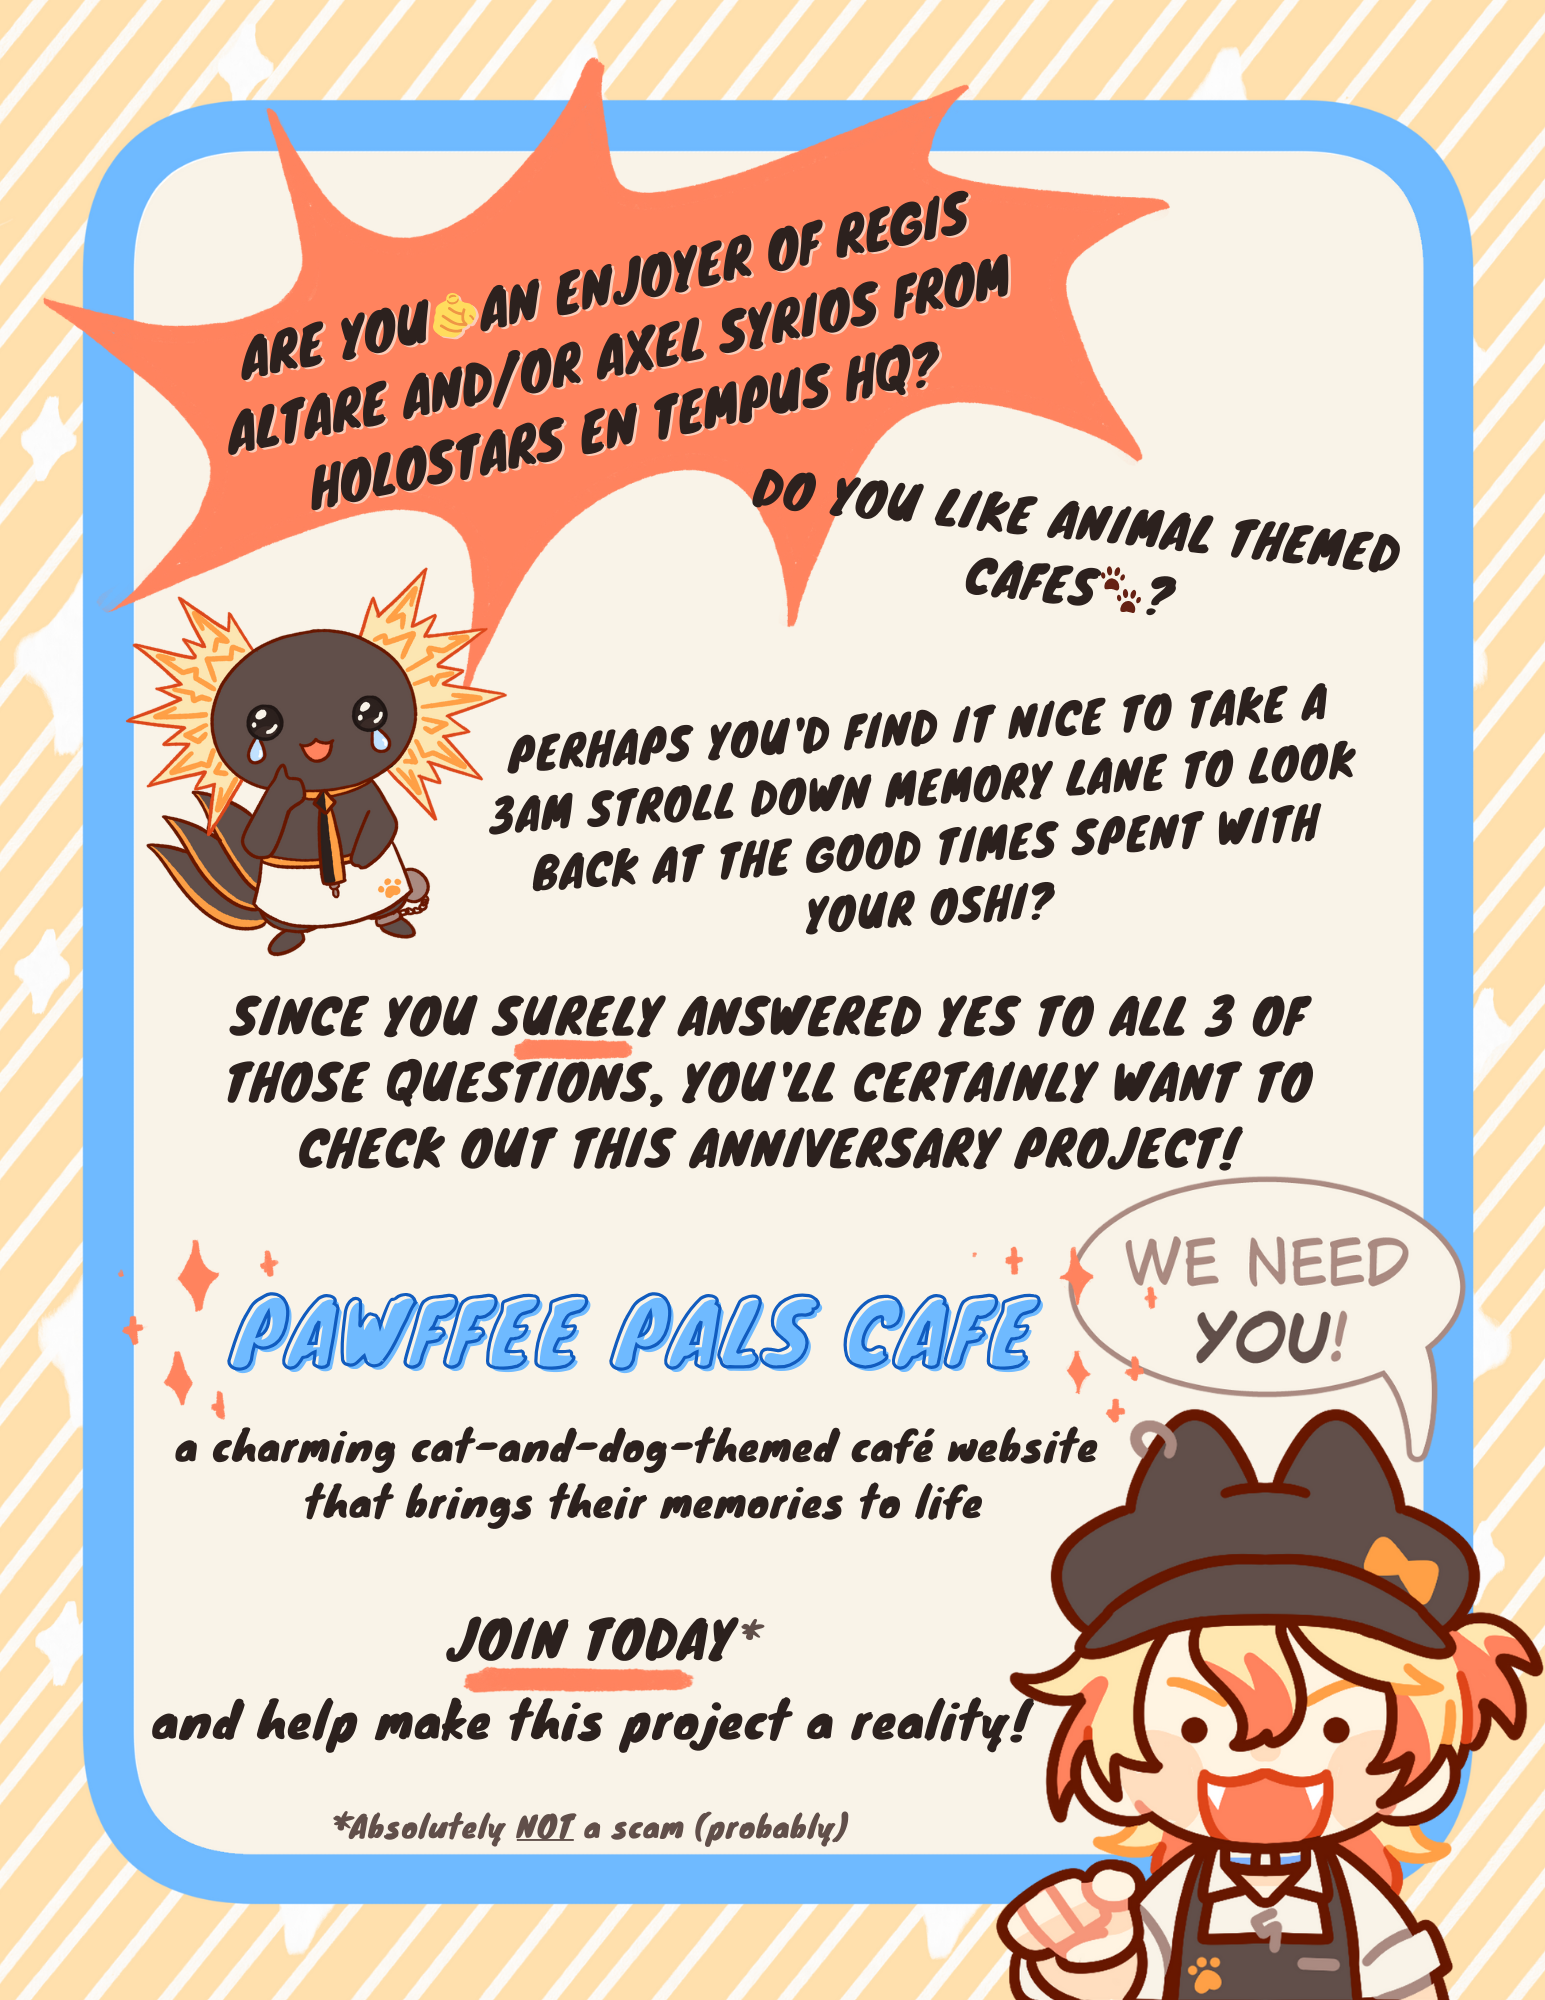 ARE YOU🫵AN ENJOYER OF REGIS
ALTARE AND/OR AXEL SYRIOS FROM
HOLOSTARS EN TEMPUS HQ?
DO YOU LIKE ANIMAL THEMED
CAFES🐾?
PERHAPS YOU'D FIND IT NICE TO TAKE A
3AM STROLL DOWN MEMORY LANE TO LOOK
BACK AT THE GOOD TIMES SPENT WITH
YOUR OSHI?
SINCE YOU SURELY ANSWERED YES TO ALL 3 OF
THOSE QUESTIONS, YOU'LL CERTAINLY WANT TO
CHECK OUT THIS ANNIVERSARY PROJECT!
WE NEED
YOU!
PAWFFEE PALS CAFE
a charming cat-and-dog-themed café website
that brings their memories to life
JOIN TODAY*
and help make this project a reality!
*Absolutely NOT a scam (probably)